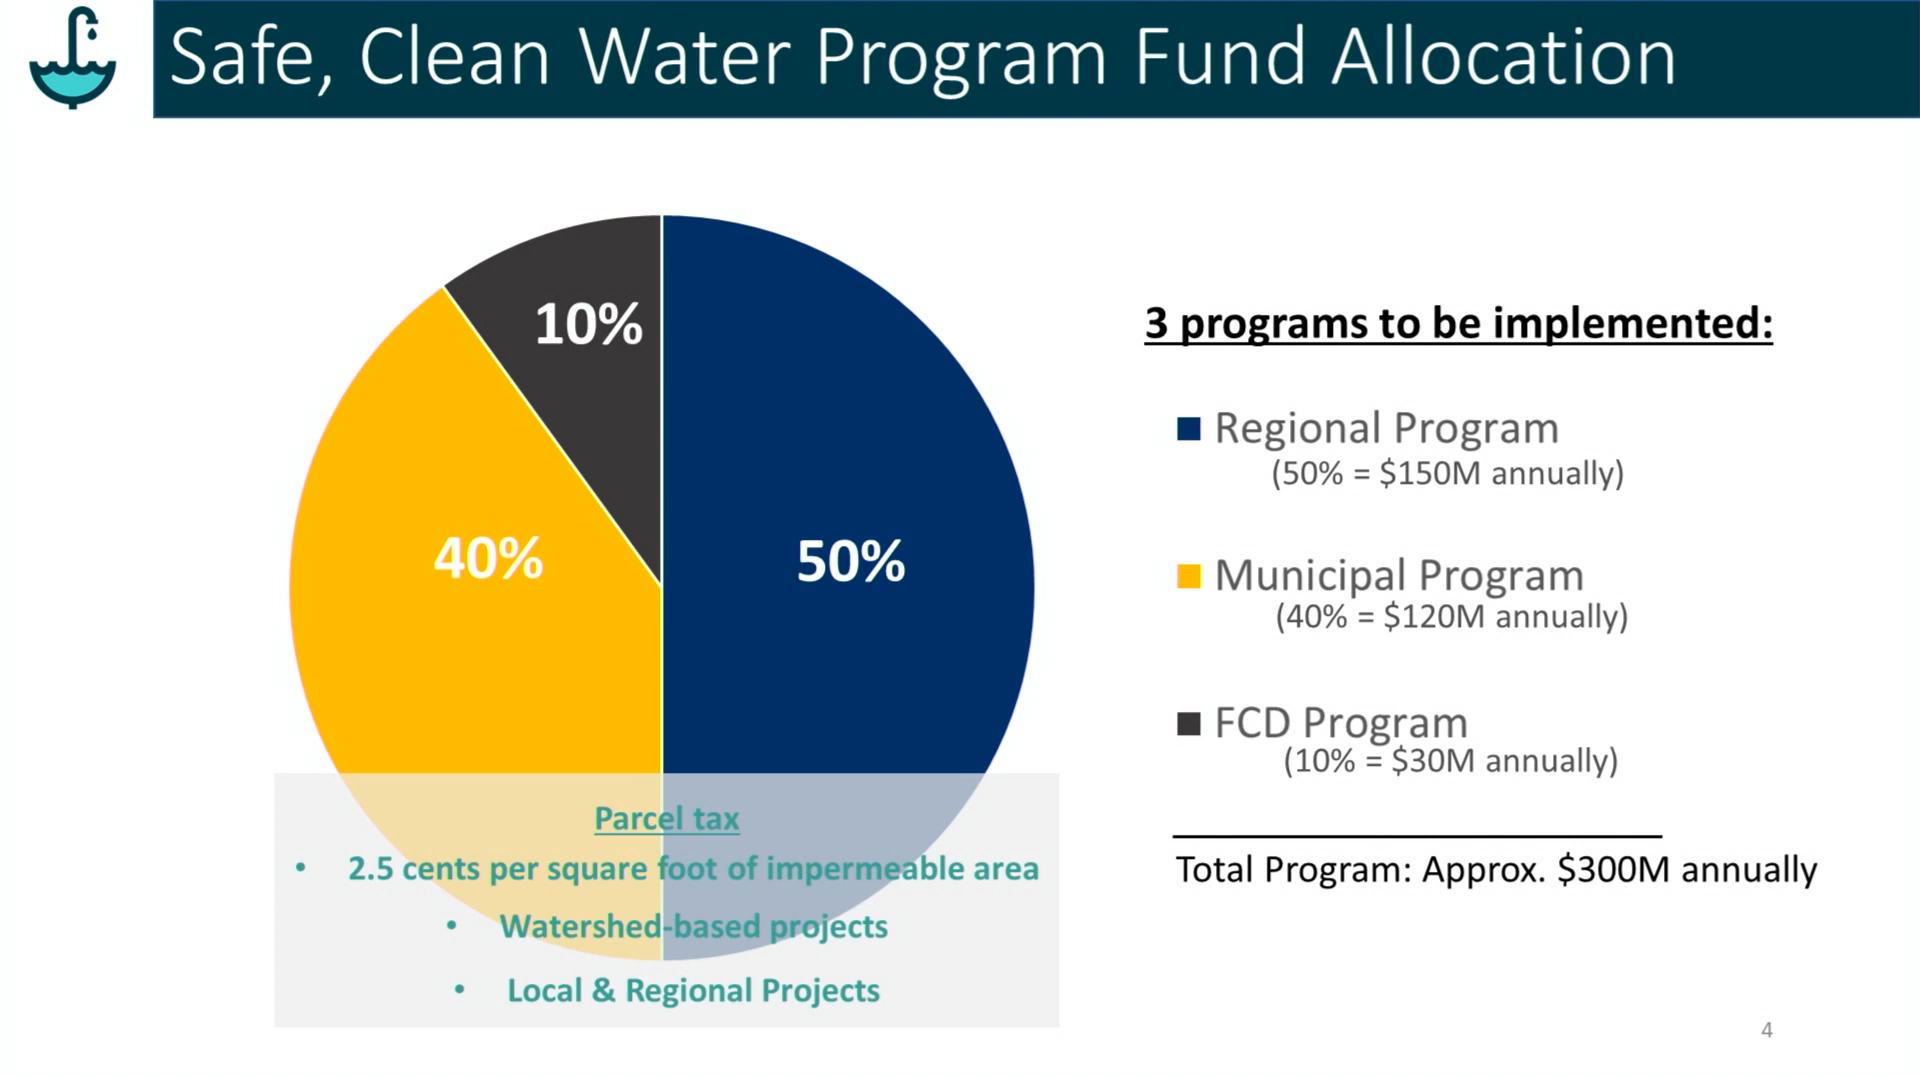 Safe, Clean Water Program Fund Allocation
10%
40%
50%
Parcel tax
• 2.5 cents per square foot of impermeable area
• Watershed-based projects
• Local & Regional Projects
3 programs to be implemented:
Regional Program
(50% = $150M annually)
Municipal Program
(40% = $120M annually)
FCD Program
(10% = $30M annually)
Total Program: Approx. $300M annually
4